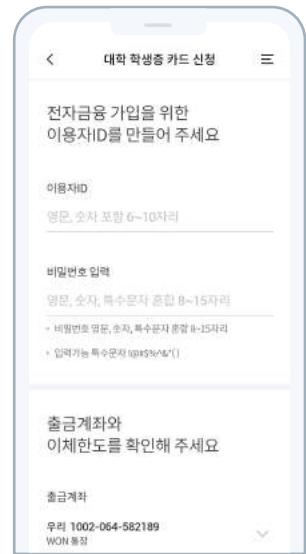 대학 학생증 카드 신청
전자금융 가입을 위한
이용자ID를 만들어 주세요
이용자ID
영문, 숫자 포함 6~10자리
비밀번호 입력
영문, 숫자, 특수문자 혼합 8~15자리
• 비밀번호 영문, 숫자, 특수문자 혼합 8~15자리
• 입력가능 특수문자 !@#$%^&*()
출금계좌와
이체한도를 확인해 주세요
출금계좌
우리 1002-064-582189
WON 통장